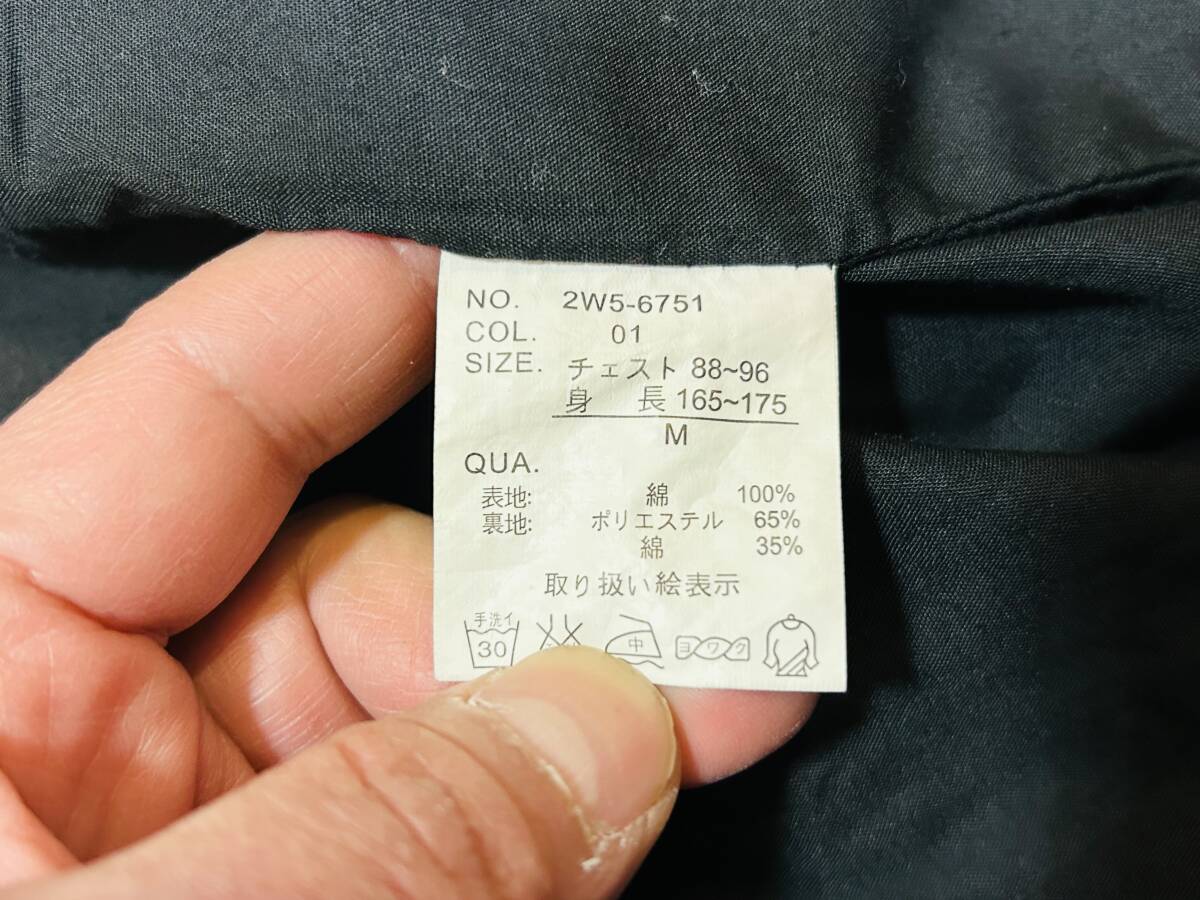 NO. 2W5-6751
COL. 01
SIZE. チェスト 88~96
身 長 165~175
M
QUA.
表地: 綿 100%
裏地: ポリエステル 65%
綿 35%
取り扱い絵表示
手洗イ
30
中
ヨワク